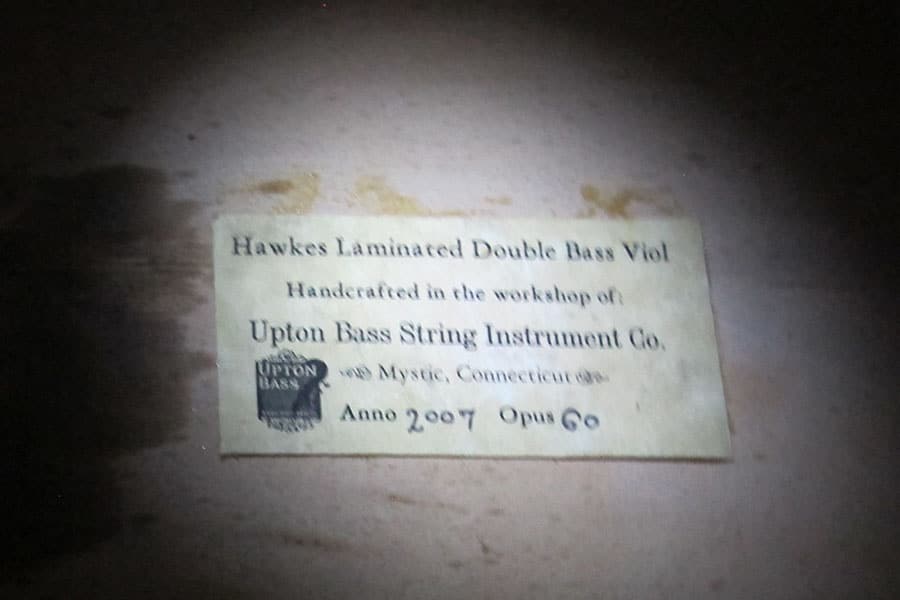 Hawkes Laminated Double Bass Viol
Handcrafted in the workshop of:
Upton Bass String Instrument Co.
UPTON
BASS
Mystic, Connecticut
Anno 2007 Opus 60